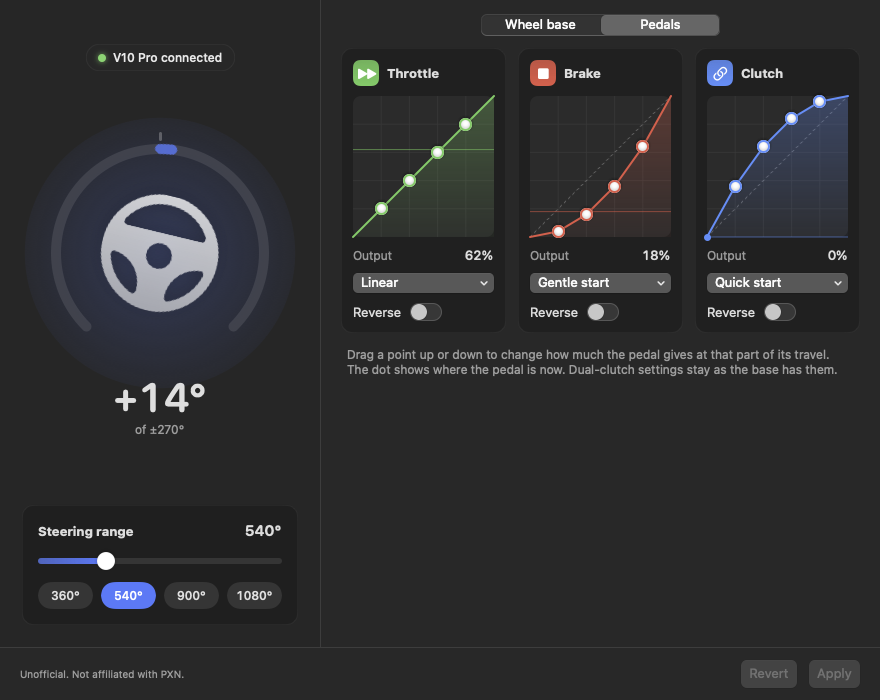 V10 Pro connected
+14°
of ±270°
Steering range
540°
360°
540°
900°
1080°
Unofficial. Not affiliated with PXN.
Wheel base
Pedals
Throttle
Output
62%
Linear
Reverse
Brake
Output
18%
Gentle start
Reverse
Clutch
Output
0%
Quick start
Reverse
Drag a point up or down to change how much the pedal gives at that part of its travel.
The dot shows where the pedal is now. Dual-clutch settings stay as the base has them.
Revert
Apply